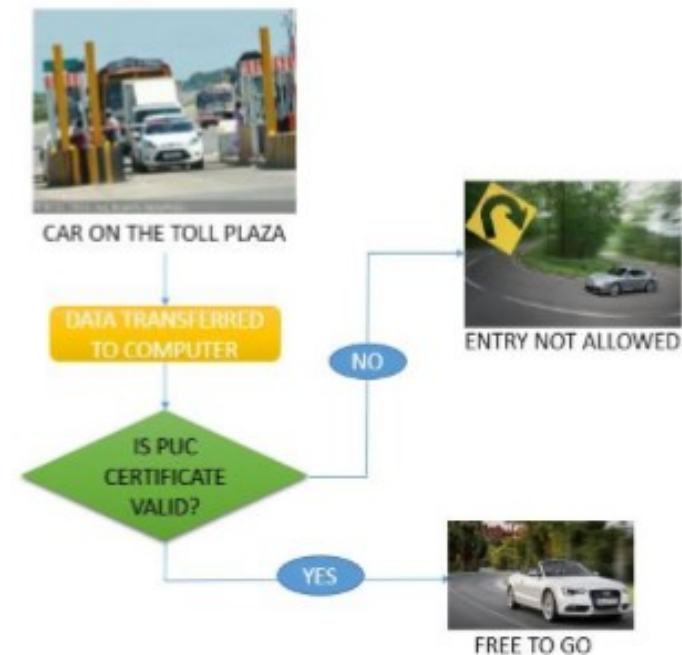 CAR ON THE TOLL PLAZA
DATA TRANSFERRED
TO COMPUTER
IS PUC
CERTIFICATE
VALID?
NO
ENTRY NOT ALLOWED
YES
FREE TO GO